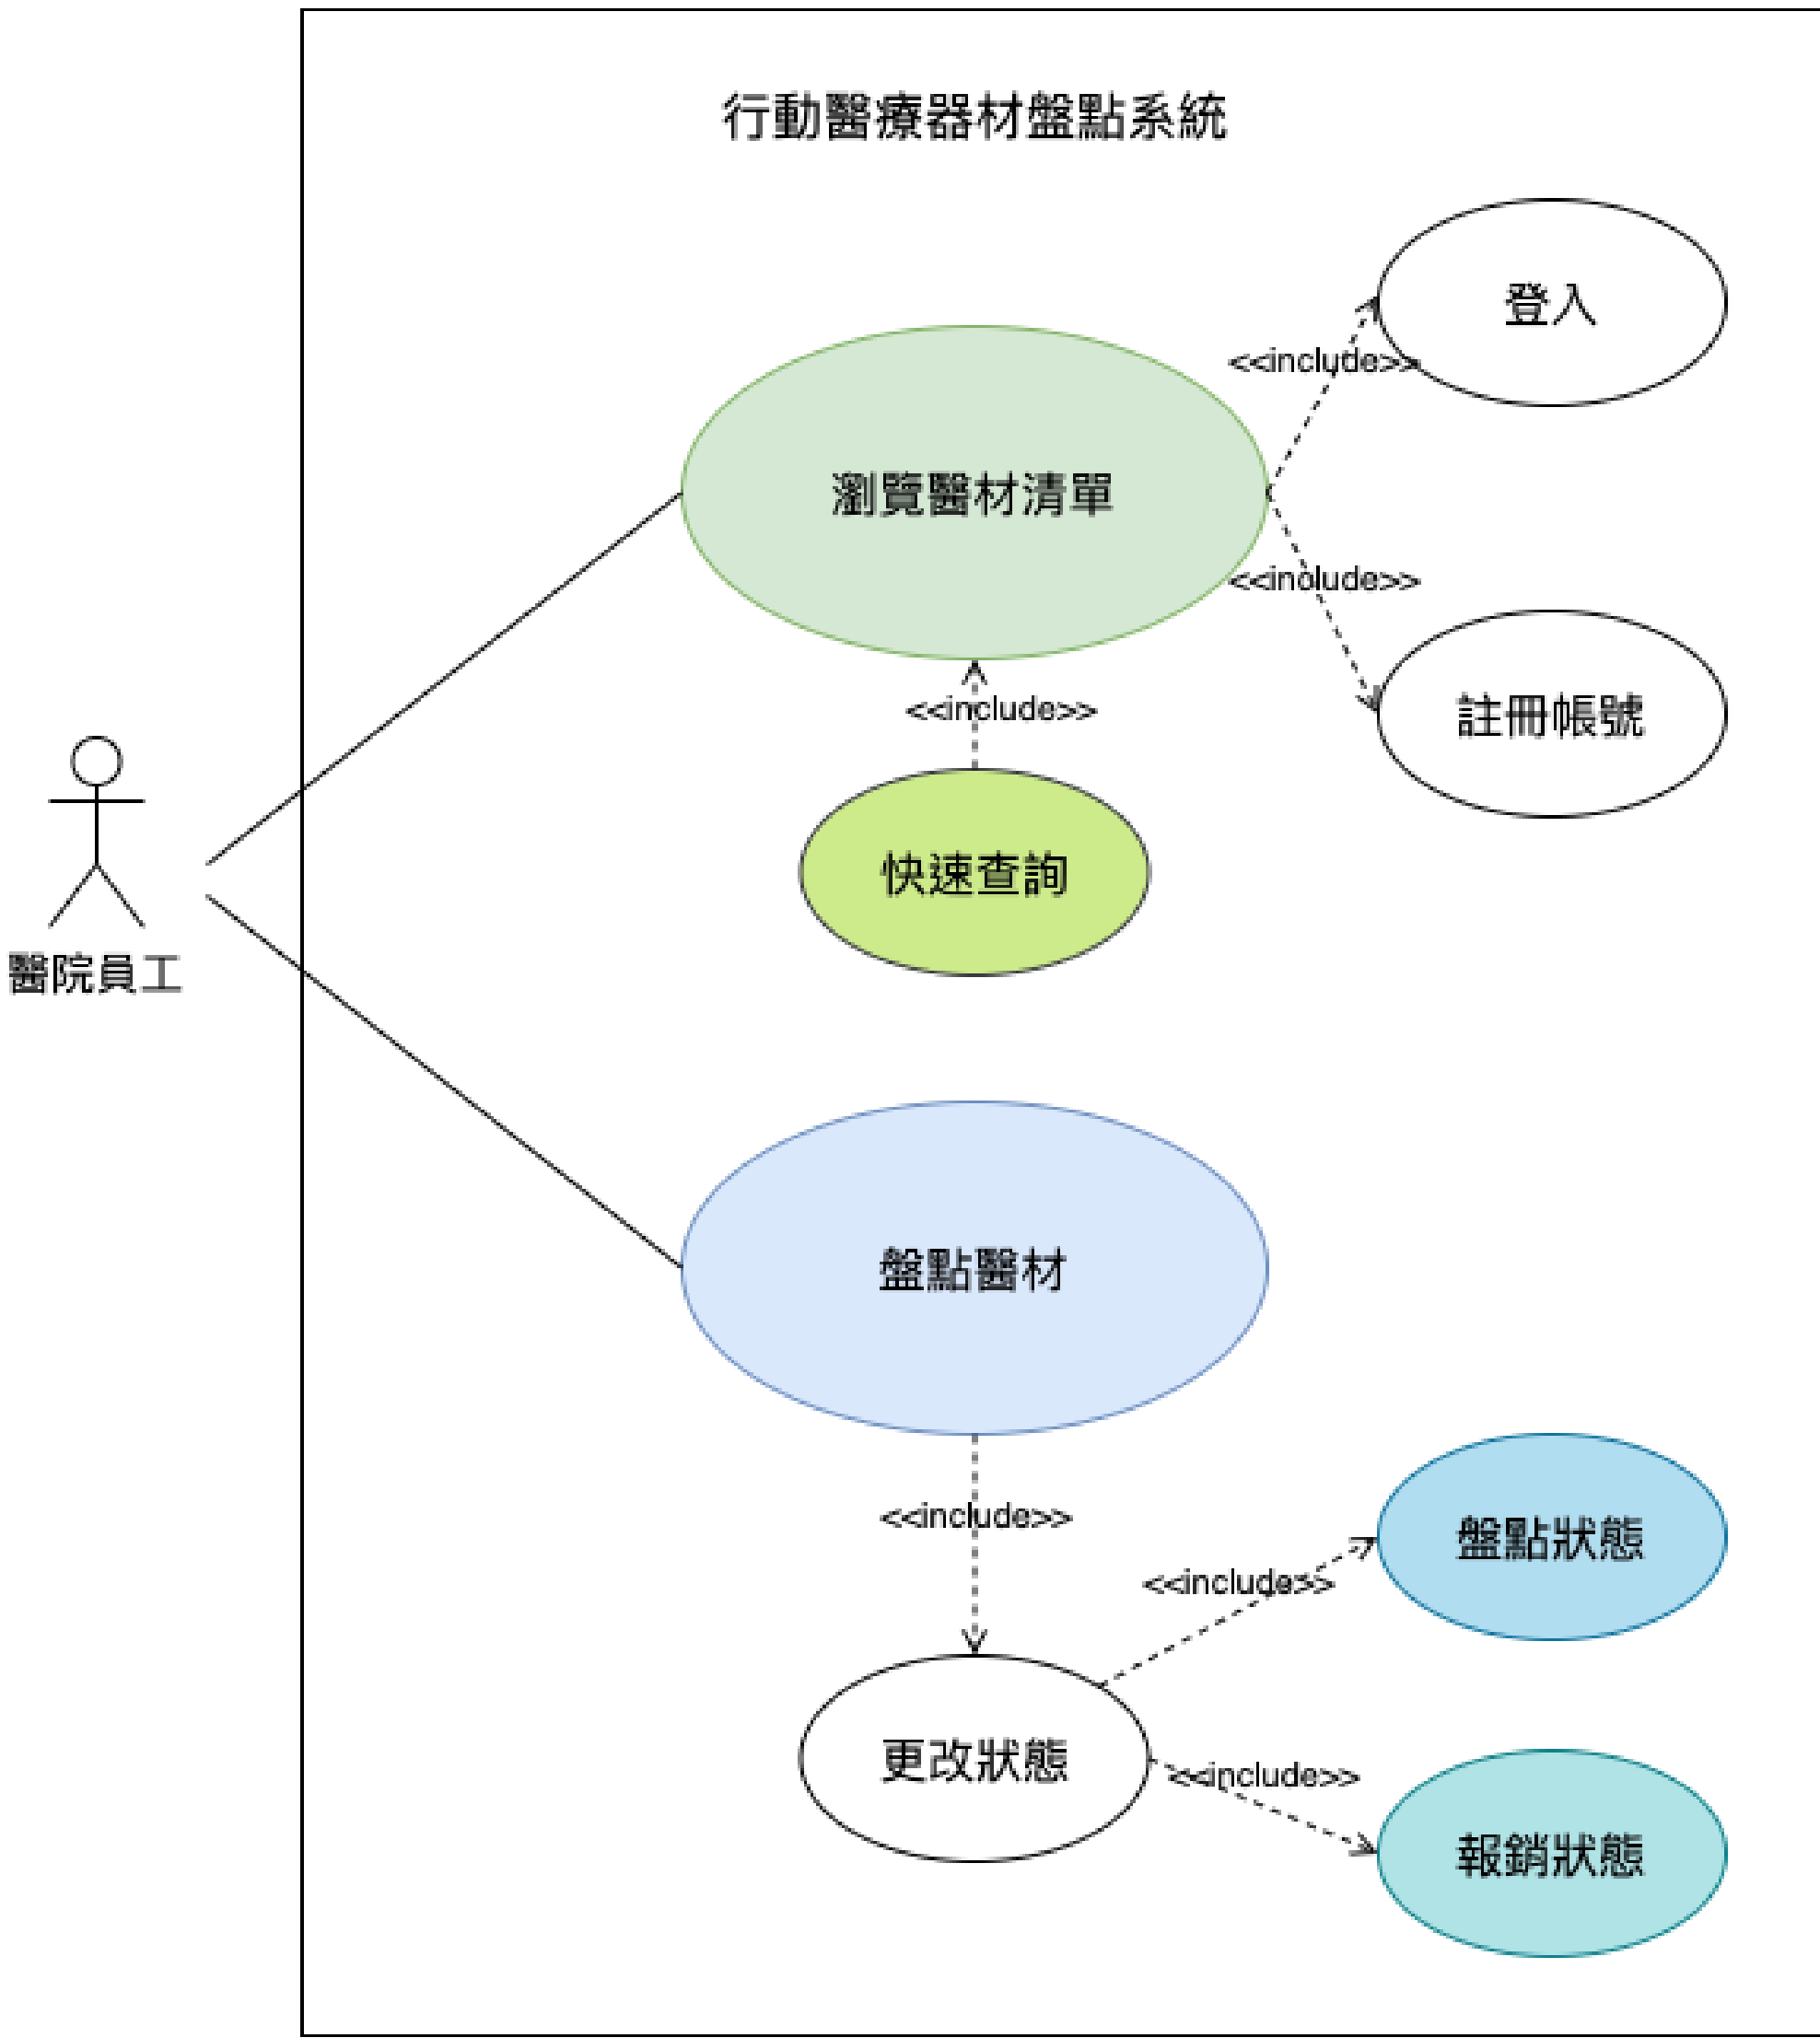 行動醫療器材盤點系統
登入
<<include>>
瀏覽醫材清單
<<include>>
註冊帳號
<<include>>
快速查詢
醫院員工
盤點醫材
<<include>>
盤點狀態
<<include>>
更改狀態
<<include>>
報銷狀態